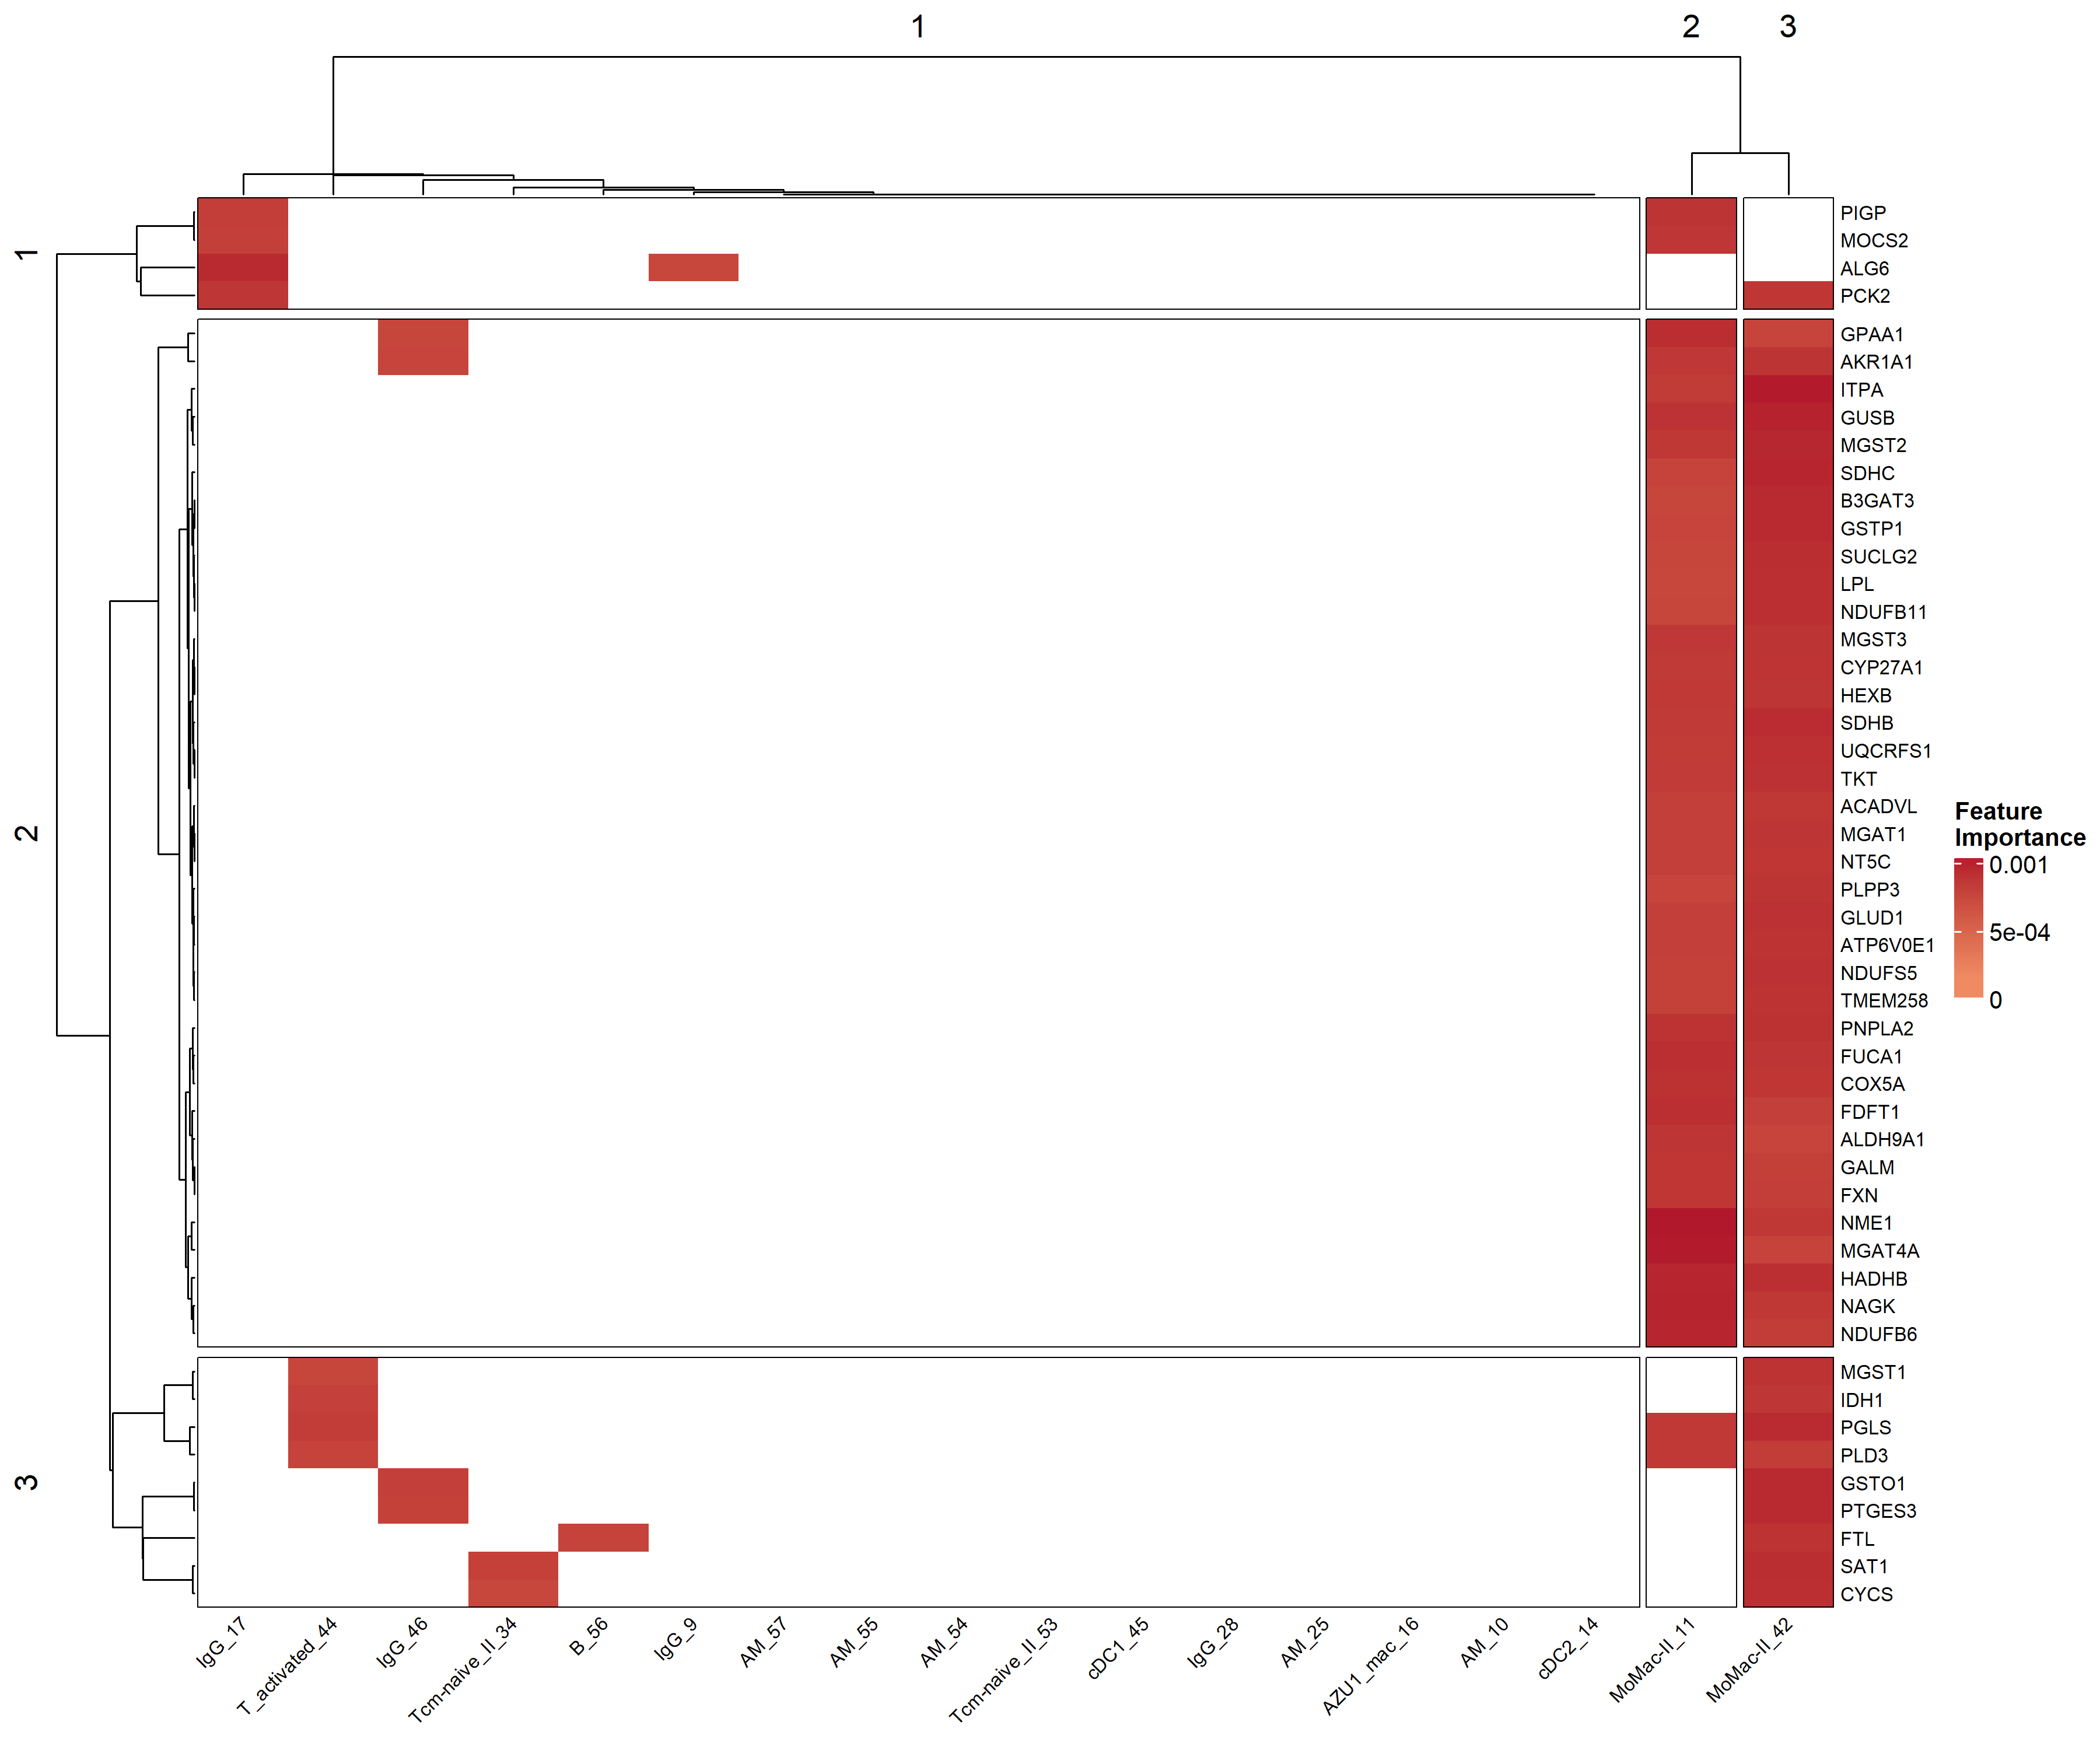 1
2
3
1
2
3
PIGP
MOCS2
ALG6
PCK2
GPAA1
AKR1A1
ITPA
GUSB
MGST2
SDHC
B3GAT3
GSTP1
SUCLG2
LPL
NDUFB11
MGST3
CYP27A1
HEXB
SDHB
UQCRFS1
TKT
ACADVL
MGAT1
NT5C
PLPP3
GLUD1
ATP6V0E1
NDUFS5
TMEM258
PNPLA2
FUCA1
COX5A
FDFT1
ALDH9A1
GALM
FXN
NME1
MGAT4A
HADHB
NAGK
NDUFB6
MGST1
IDH1
PGLS
PLD3
GSTO1
PTGES3
FTL
SAT1
CYCS
Feature
Importance
0.001
5e-04
0
IgG_17
T_activated_44
IgG_46
Tcm-naive_II_34
B_56
IgG_9
AM_57
AM_55
AM_54
Tcm-naive_II_53
cDC1_45
IgG_28
AM_25
AZU1_mac_16
AM_10
cDC2_14
MoMac-II_11
MoMac-II_42